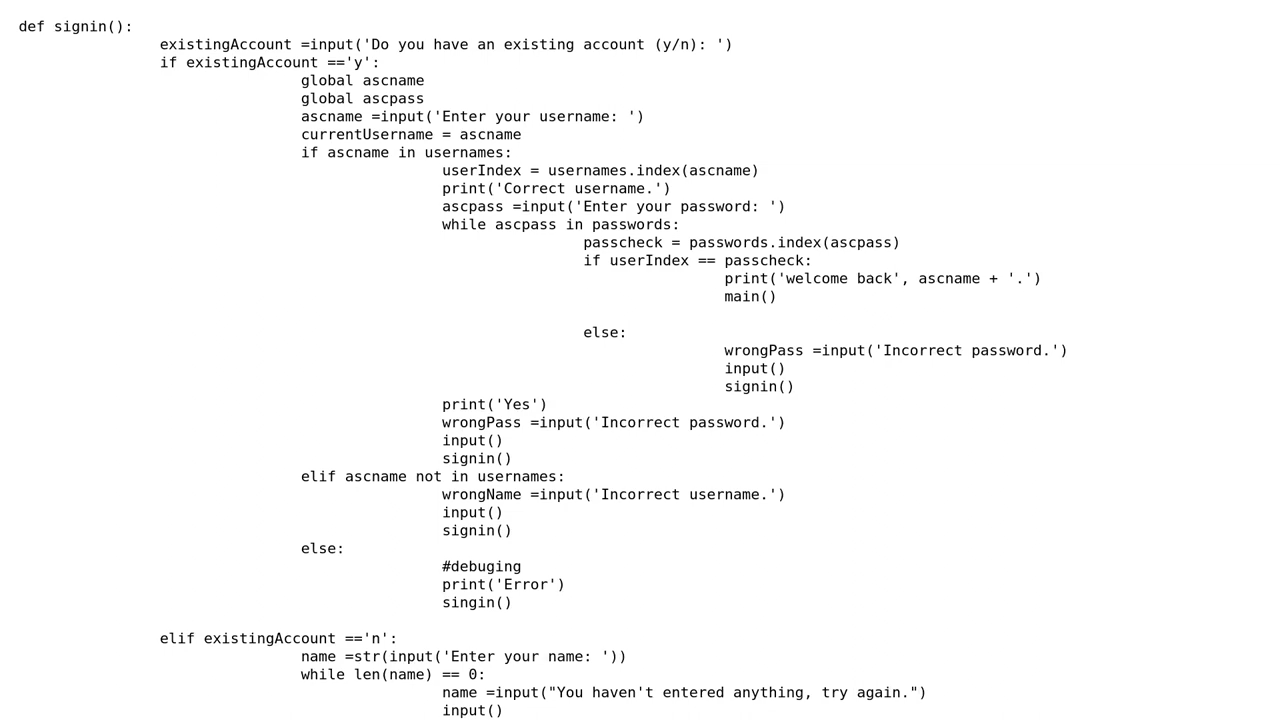 def signin():
existingAccount =input('Do you have an existing account (y/n): ')
if existingAccount =='y':
global ascname
global ascpass
ascname =input('Enter your username: ')
currentUsername = ascname
if ascname in usernames:
userIndex = usernames.index(ascname)
print('Correct username.')
ascpass =input('Enter your password: ')
while ascpass in passwords:
passcheck = passwords.index(ascpass)
if userIndex == passcheck:
print('welcome back', ascname + '.')
main()
else:
wrongPass =input('Incorrect password.')
input()
signin()
print('Yes')
wrongPass =input('Incorrect password.')
input()
signin()
elif ascname not in usernames:
wrongName =input('Incorrect username.')
input()
signin()
else:
#debuging
print('Error')
singin()
elif existingAccount =='n':
name =str(input('Enter your name: '))
while len(name) == 0:
name =input("You haven't entered anything, try again.")
input()